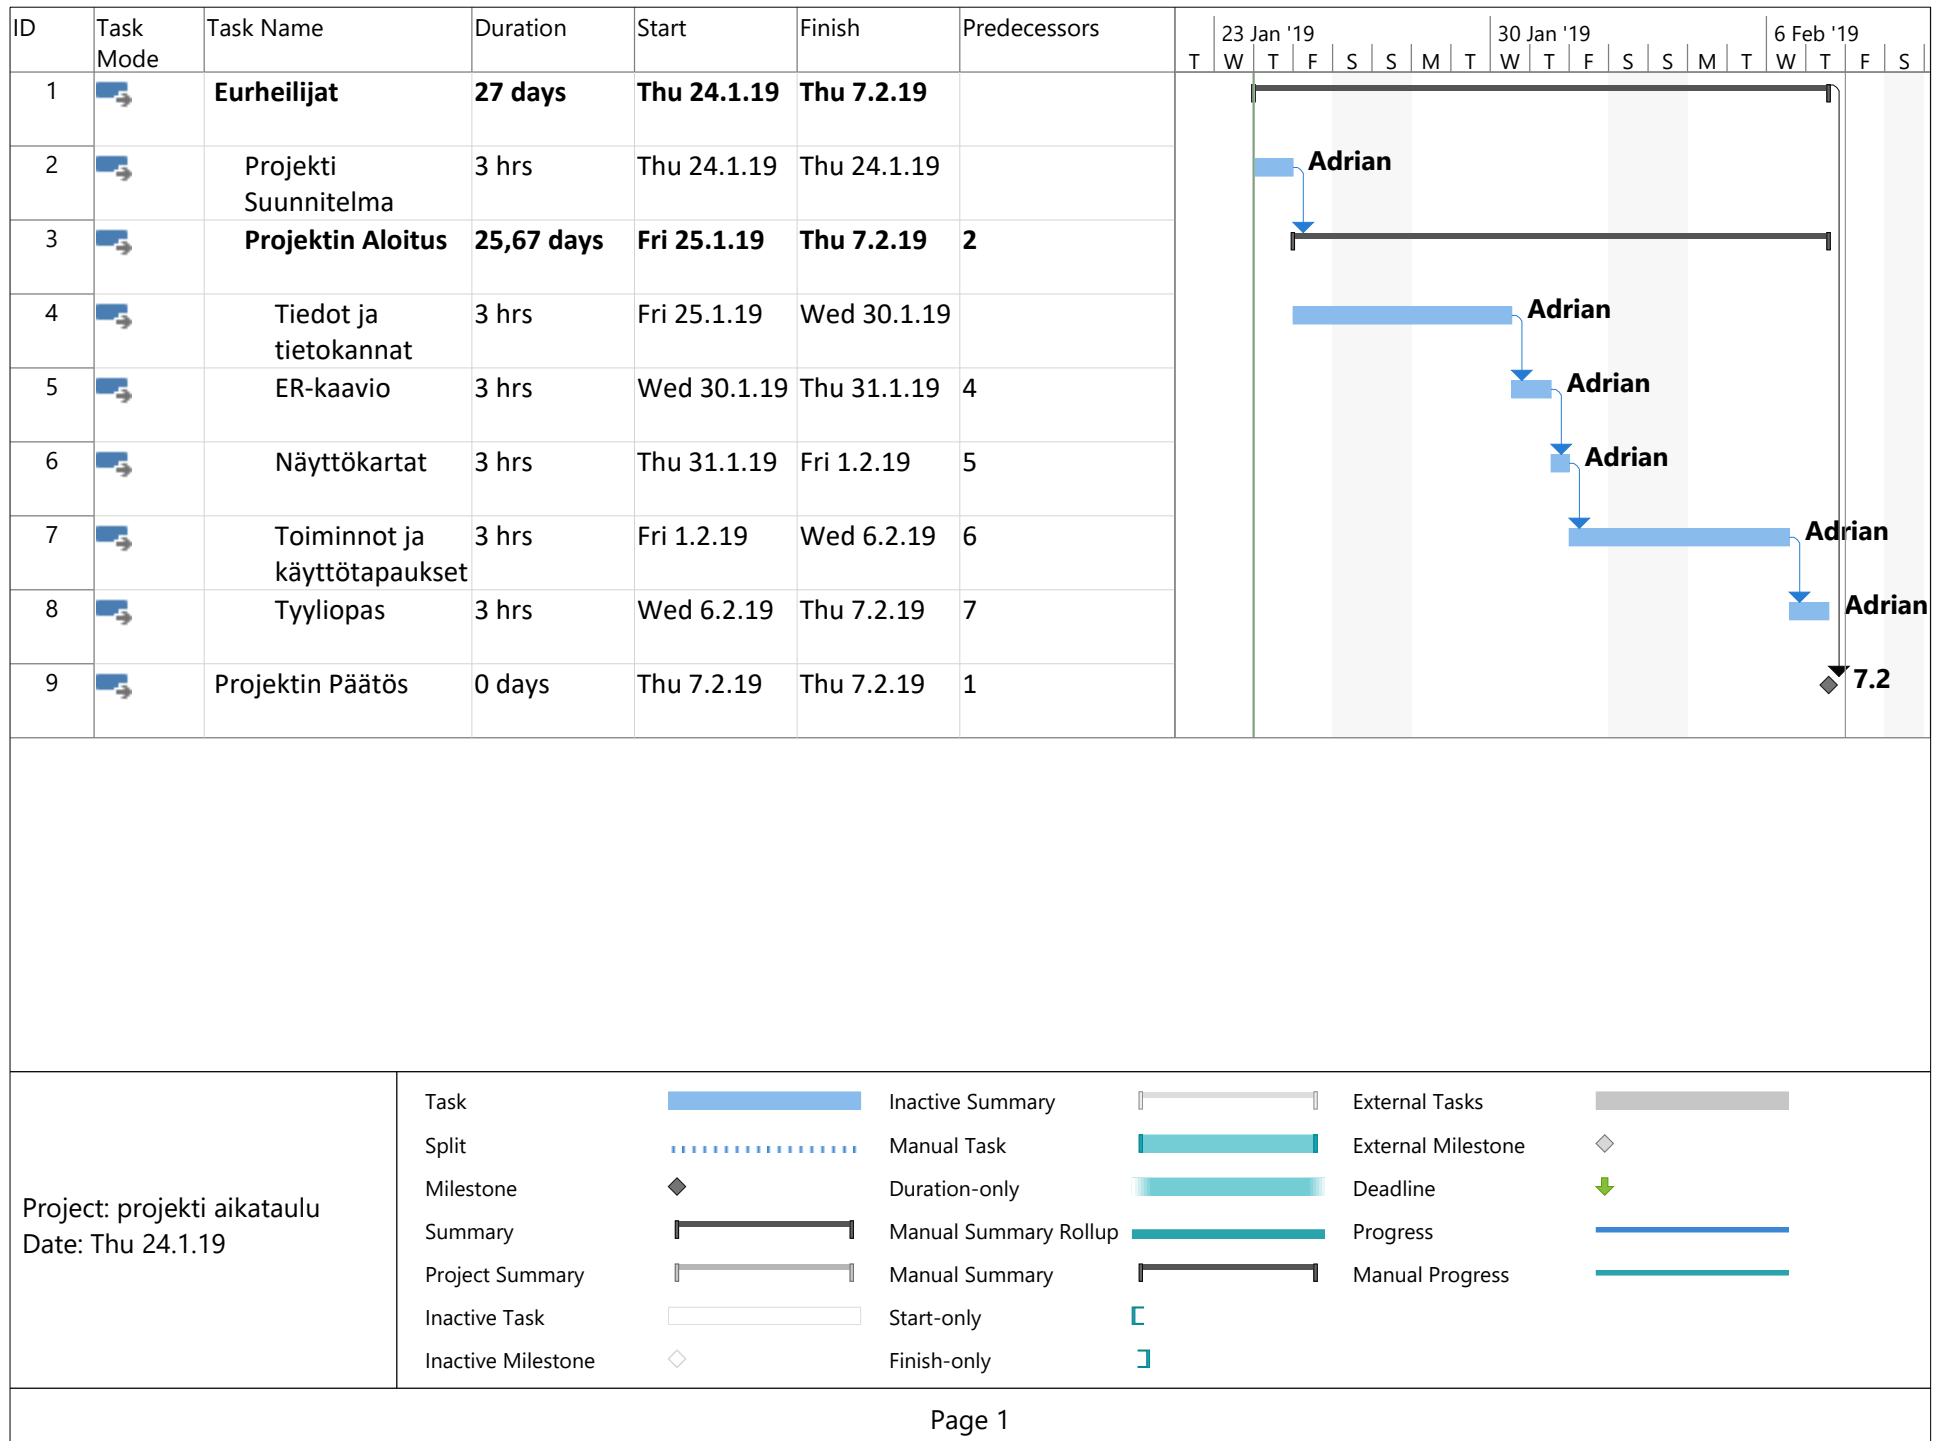 ID Task Mode Task Name Duration Start Finish Predecessors
23 Jan '19 30 Jan '19 6 Feb '19
T W T F S S M T W T F S S M T W T F S
1 Eurheilijat 27 days Thu 24.1.19 Thu 7.2.19
2 Projekti Suunnitelma 3 hrs Thu 24.1.19 Thu 24.1.19 Adrian
3 Projektin Aloitus 25,67 days Fri 25.1.19 Thu 7.2.19 2
4 Tiedot ja tietokannat 3 hrs Fri 25.1.19 Wed 30.1.19 Adrian
5 ER-kaavio 3 hrs Wed 30.1.19 Thu 31.1.19 4 Adrian
6 Näyttökartat 3 hrs Thu 31.1.19 Fri 1.2.19 5 Adrian
7 Toiminnot ja käyttötapaukset 3 hrs Fri 1.2.19 Wed 6.2.19 6 Adrian
8 Tyyliopas 3 hrs Wed 6.2.19 Thu 7.2.19 7 Adrian
9 Projektin Päätös 0 days Thu 7.2.19 Thu 7.2.19 1 7.2
Project: projekti aikataulu
Date: Thu 24.1.19
Task
Split
Milestone
Summary
Project Summary
Inactive Task
Inactive Milestone
Inactive Summary
Manual Task
Duration-only
Manual Summary Rollup
Manual Summary
Start-only
Finish-only
External Tasks
External Milestone
Deadline
Progress
Manual Progress
Page 1